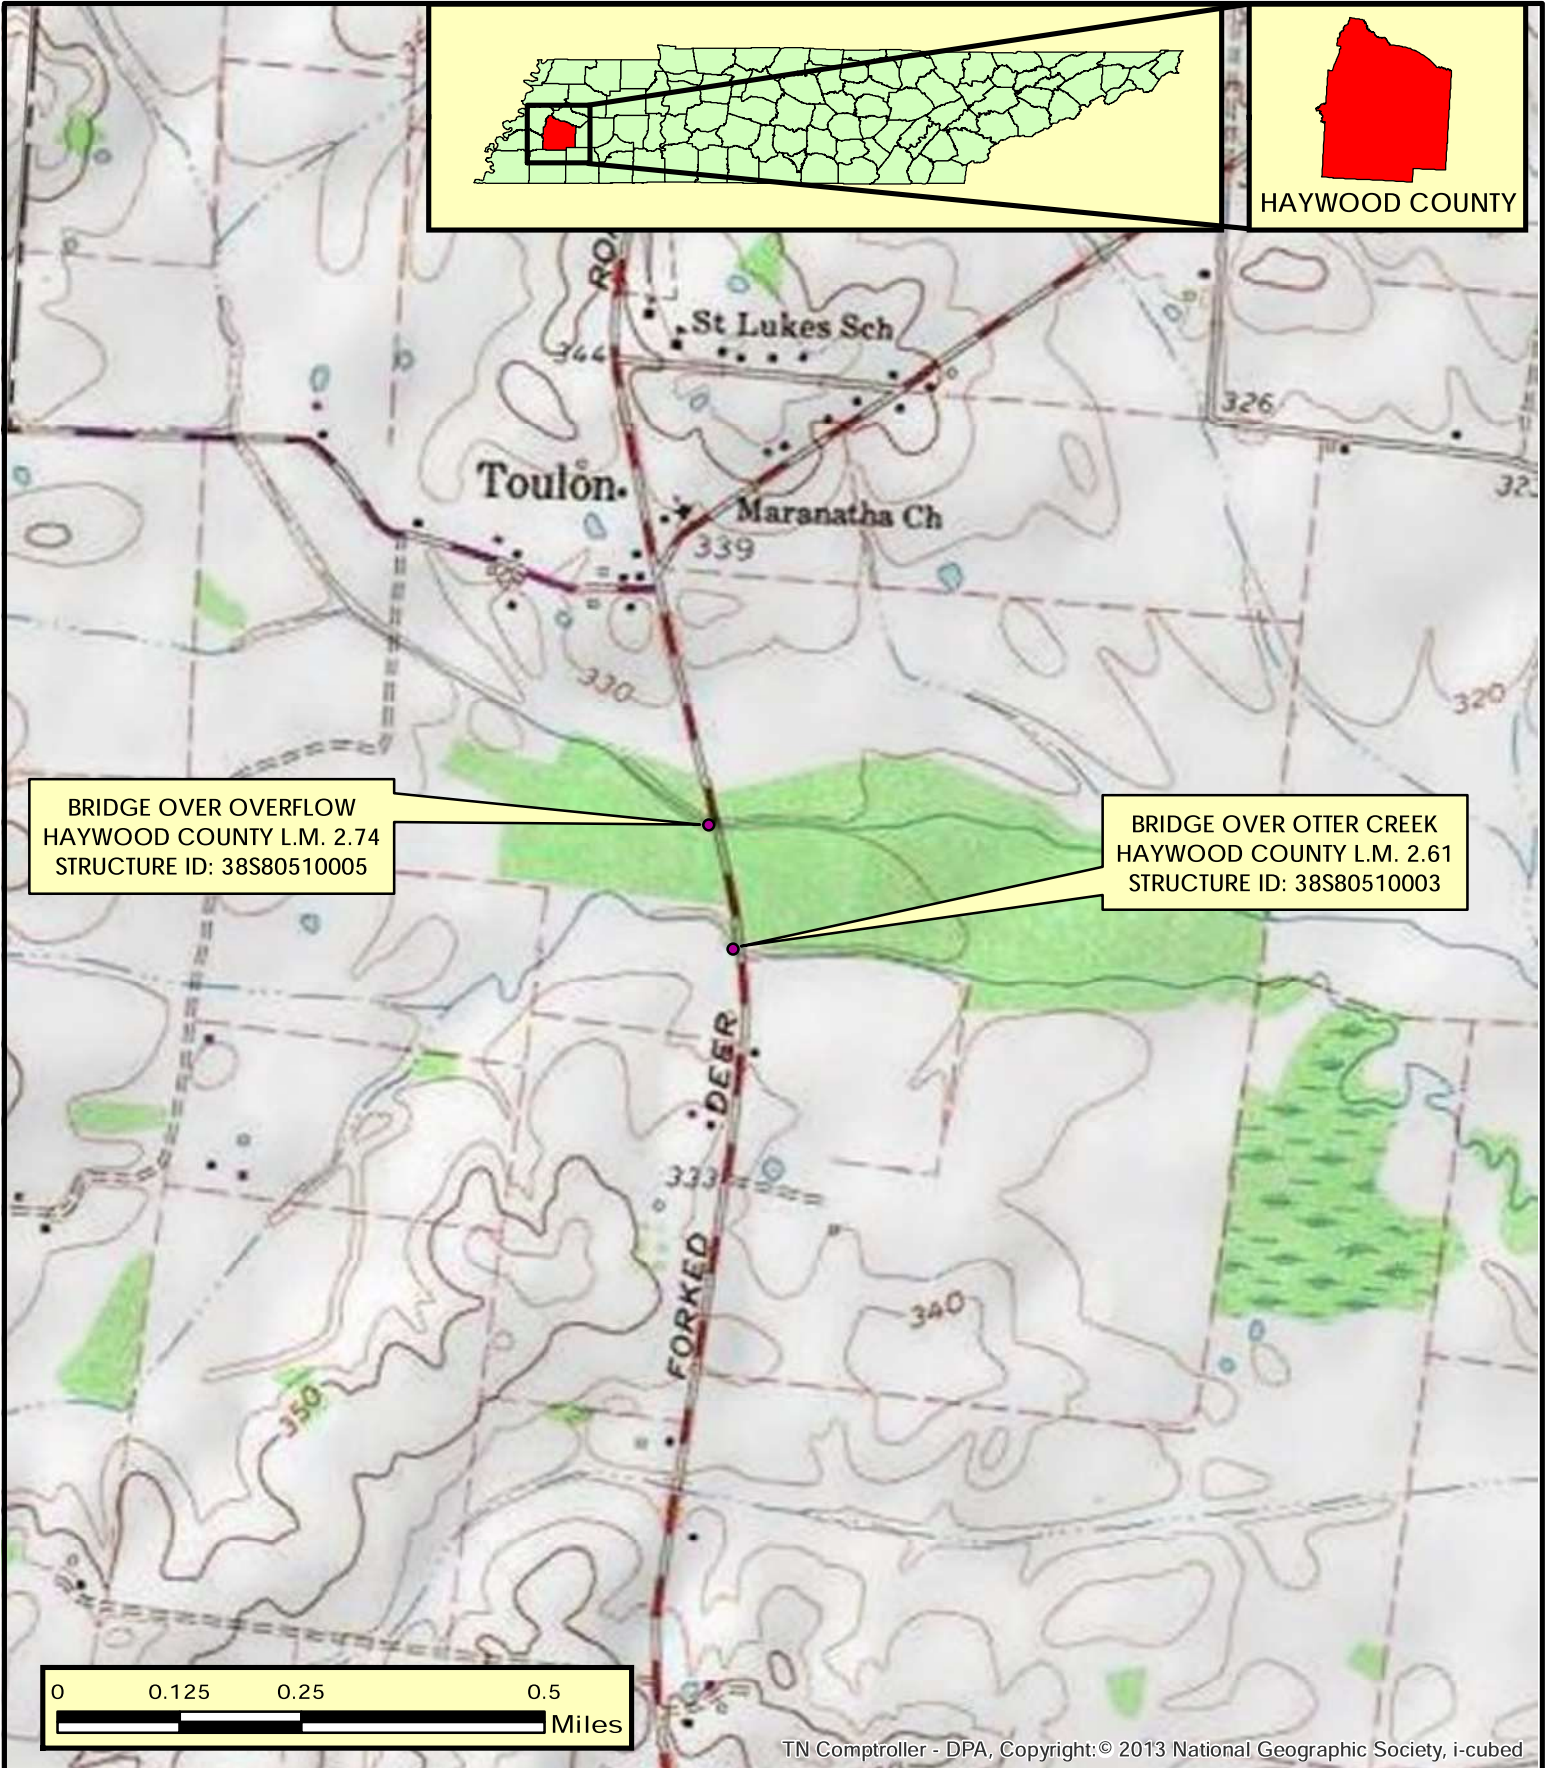 HAYWOOD COUNTY
St Lukes Sch
344
326
Toulon
Maranatha Ch
339
330
320
BRIDGE OVER OVERFLOW
HAYWOOD COUNTY L.M. 2.74
STRUCTURE ID: 38S80510005
BRIDGE OVER OTTER CREEK
HAYWOOD COUNTY L.M. 2.61
STRUCTURE ID: 38S80510003
DEER
333
FORKED
340
350
0 0.125 0.25 0.5
Miles
TN Comptroller - DPA, Copyright:© 2013 National Geographic Society, i-cubed